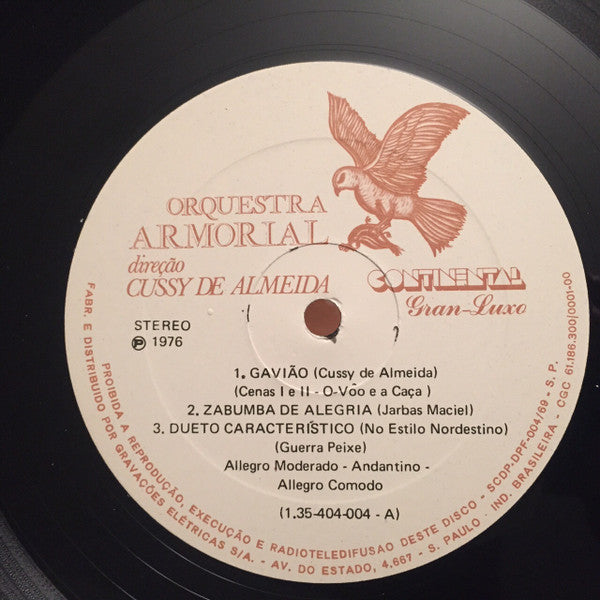 ORQUESTRA
ARMORIAL
direção
CUSSY DE ALMEIDA
CONTINENTAL
Gran-Luxo
STEREO
℗ 1976
1. GAVIÃO (Cussy de Almeida)
(Cenas I e II - O-Voo e a Caça )
2. ZABUMBA DE ALEGRIA (Jarbas Maciel)
3. DUETO CARACTERISTICO (No Estilo Nordestino)
(Guerra Peixe)
Allegro Moderado - Andantino -
Allegro Comodo
(1.35-404-004 - A)
PROIBIDA A REPRODUÇÃO, EXECUÇÃO E RADIOTELEDIFUSAO DESTE DISCO - SCDP-DPF-004/69 - S. P.
FABR. E DISTRIBUIDO POR GRAVAÇÕES ELÉTRICAS S/A. - AV. DO ESTADO, 4.667 - S. PAULO - IND. BRASILEIRA - CGC 61.186.300/0001-00